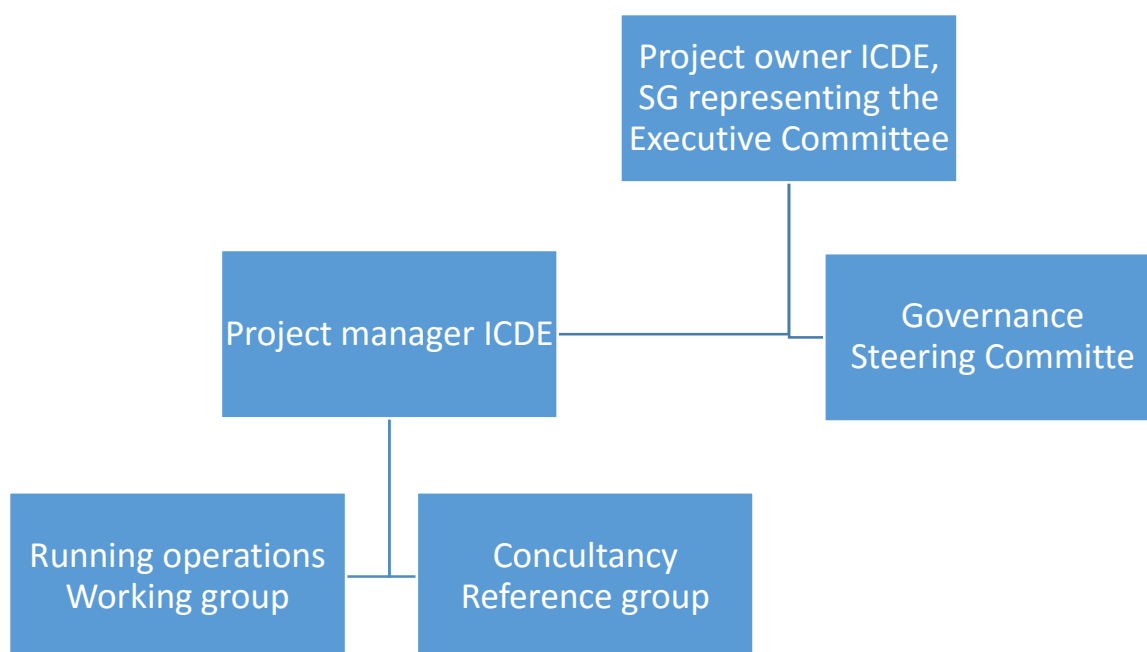 Project owner ICDE,
SG representing the
Executive Committee
Project manager ICDE
Governance
Steering Committe
Running operations
Working group
Concultancy
Reference group